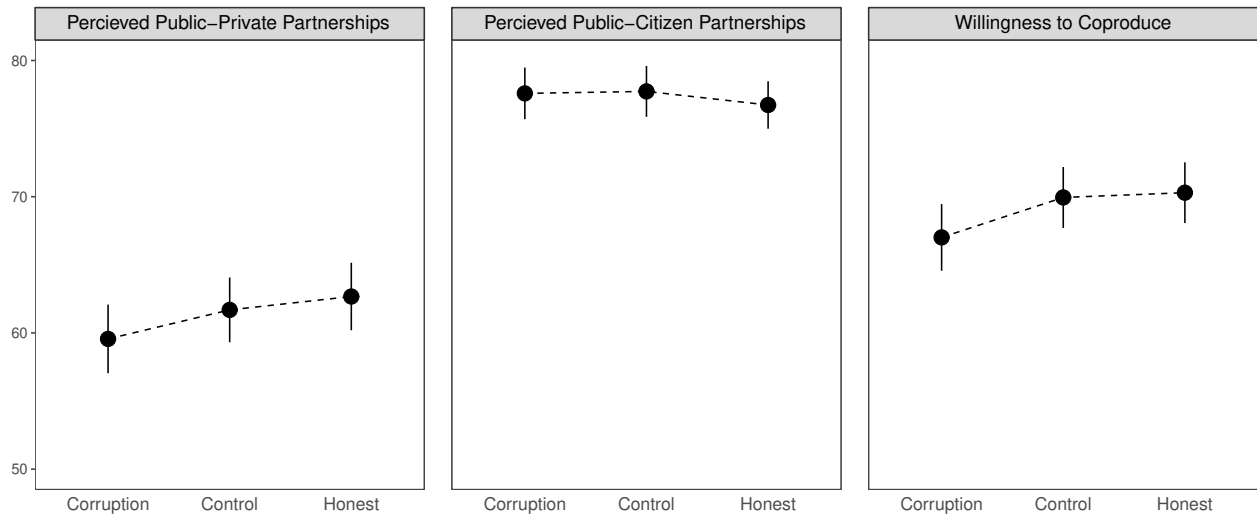 Percieved Public−Private Partnerships
Percieved Public−Citizen Partnerships
Willingness to Coproduce
80
70
60
50
Corruption
Control
Honest
Corruption
Control
Honest
Corruption
Control
Honest